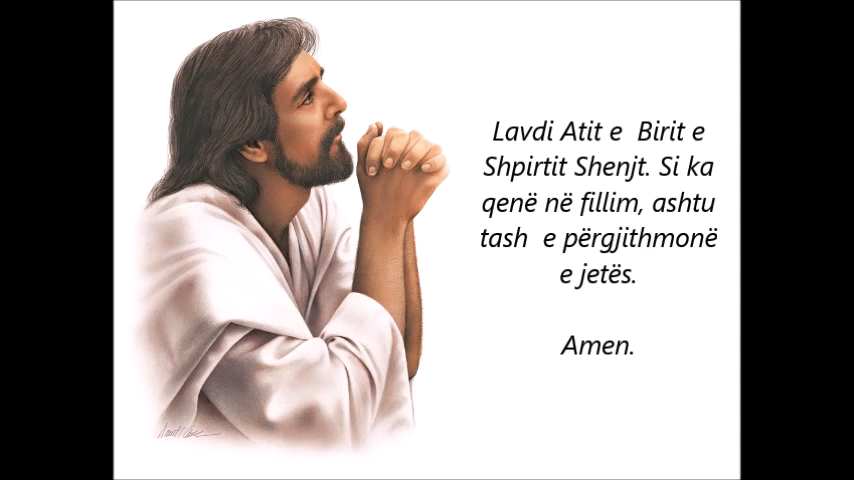 Lavdi Atit e  Birit e
Shpirtit Shenjt. Si ka
qenë në fillim, ashtu
tash  e përgjithmonë
e jetës.
Amen.